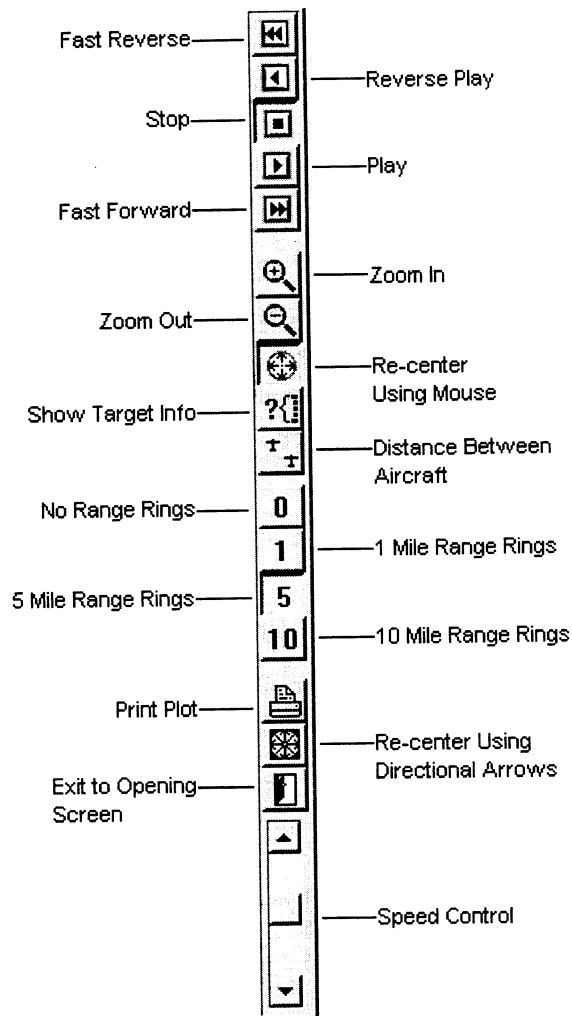 Fast Reverse
Reverse Play
Stop
Play
Fast Forward
Zoom In
Zoom Out
Re-center
Using Mouse
Show Target Info
?{
Distance Between
Aircraft
No Range Rings
0
1
1 Mile Range Rings
5 Mile Range Rings
5
10
10 Mile Range Rings
Print Plot
Re-center Using
Directional Arrows
Exit to Opening
Screen
Speed Control